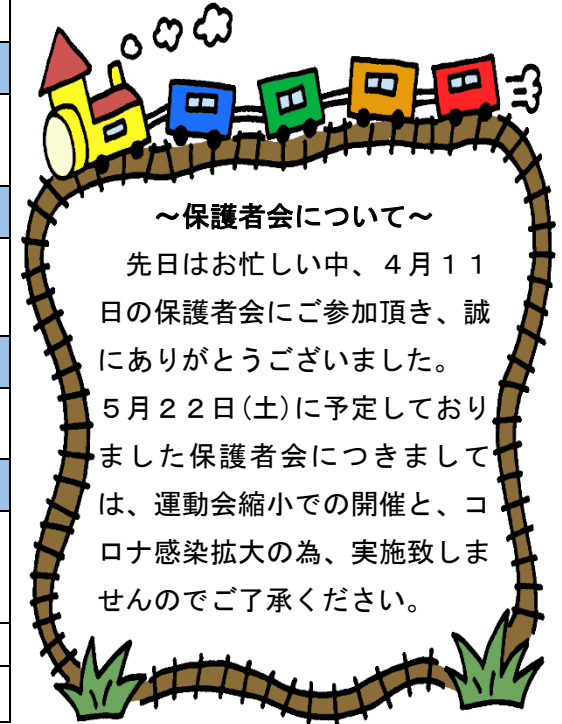 ～保護者会について～
　先日はお忙しい中、４月１１
日の保護者会にご参加頂き、誠
にありがとうございました。
５月２２日(土)に予定しており
ました保護者会につきまして
は、運動会縮小での開催と、コ
ロナ感染拡大の為、実施致しま
せんのでご了承ください。